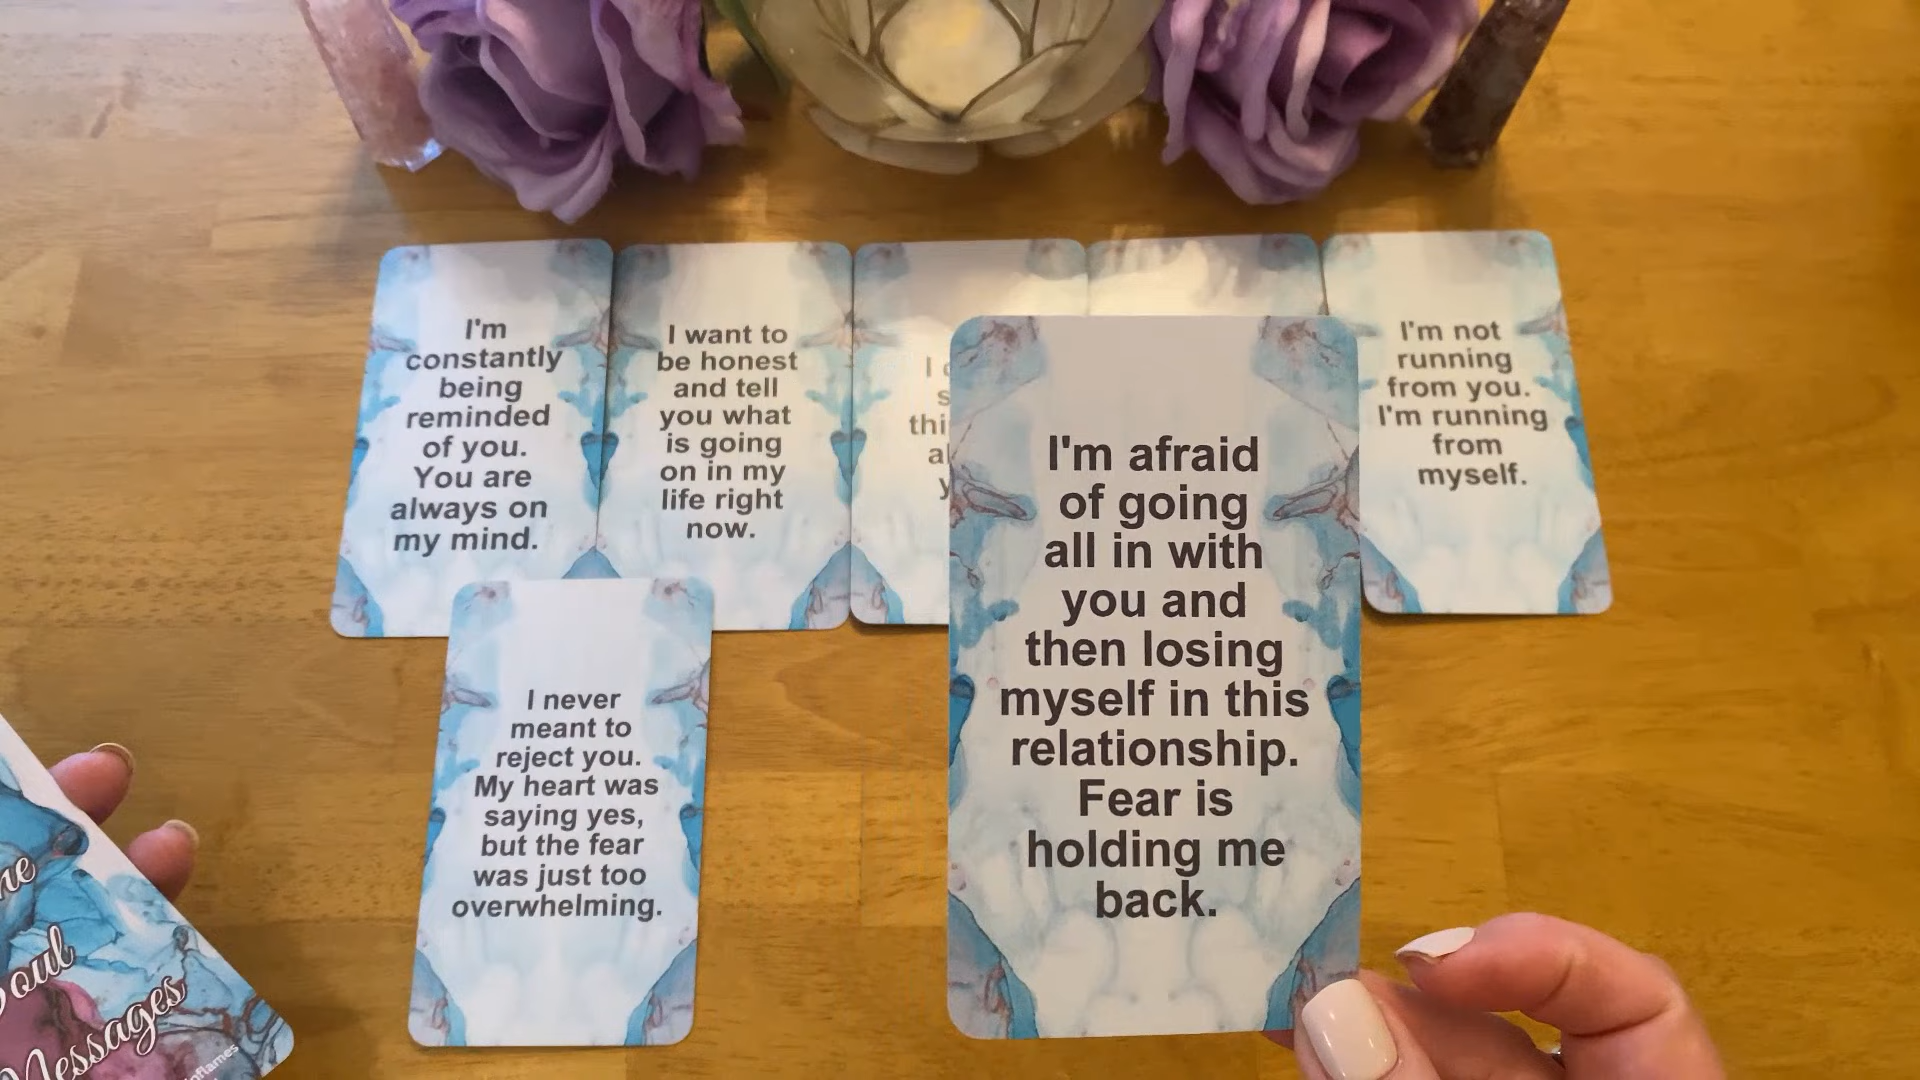 I'm
constantly
being
reminded
of you.
You are
always on
my mind.
I want to
be honest
and tell
you what
is going
on in my
life right
now.
I
I'm not
running
from you.
I'm running
from
myself.
I never
meant to
reject you.
My heart was
saying yes,
but the fear
was just too
overwhelming.
I'm afraid
of going
all in with
you and
then losing
myself in this
relationship.
Fear is
holding me
back.
Messages